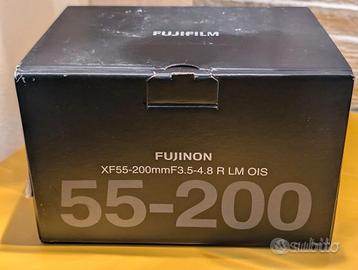 FUJIFILM
FUJINON
XF55-200mmF3.5-4.8 R LM OIS
55-200
subito